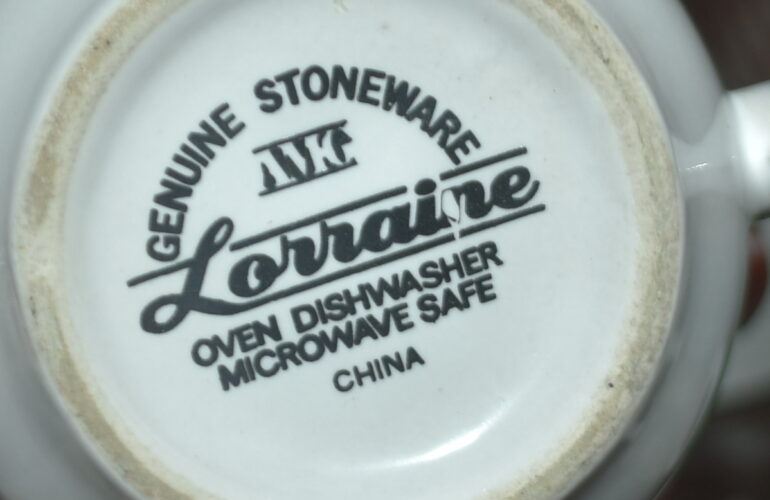 GENUINE STONEWARE
Lorraine
OVEN DISHWASHER
MICROWAVE SAFE
CHINA